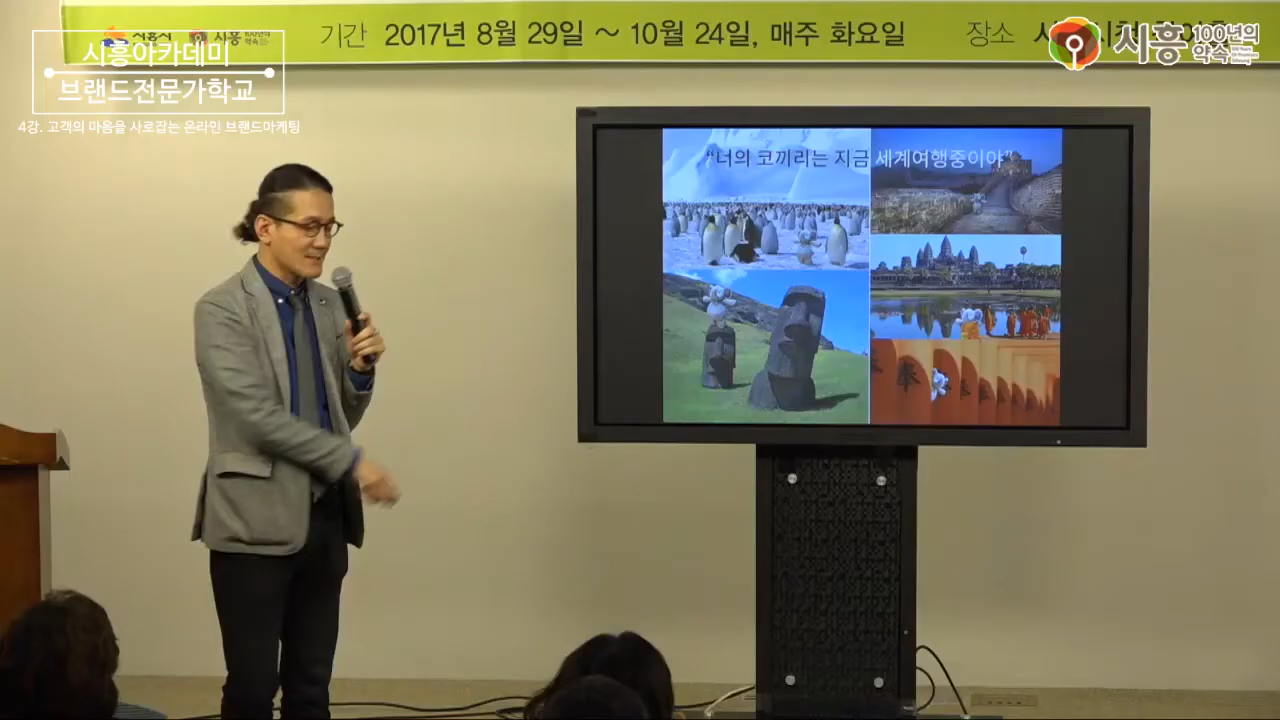 기간 2017년 8월 29일 ~ 10월 24일, 매주 화요일
장소
시흥
100년의
약속
시흥아카데미
브랜드전문가학교
4강. 고객의 마음을 사로잡는 온라인 브랜드마케팅
“너의 코끼리는 지금 세계여행중이야”
奉